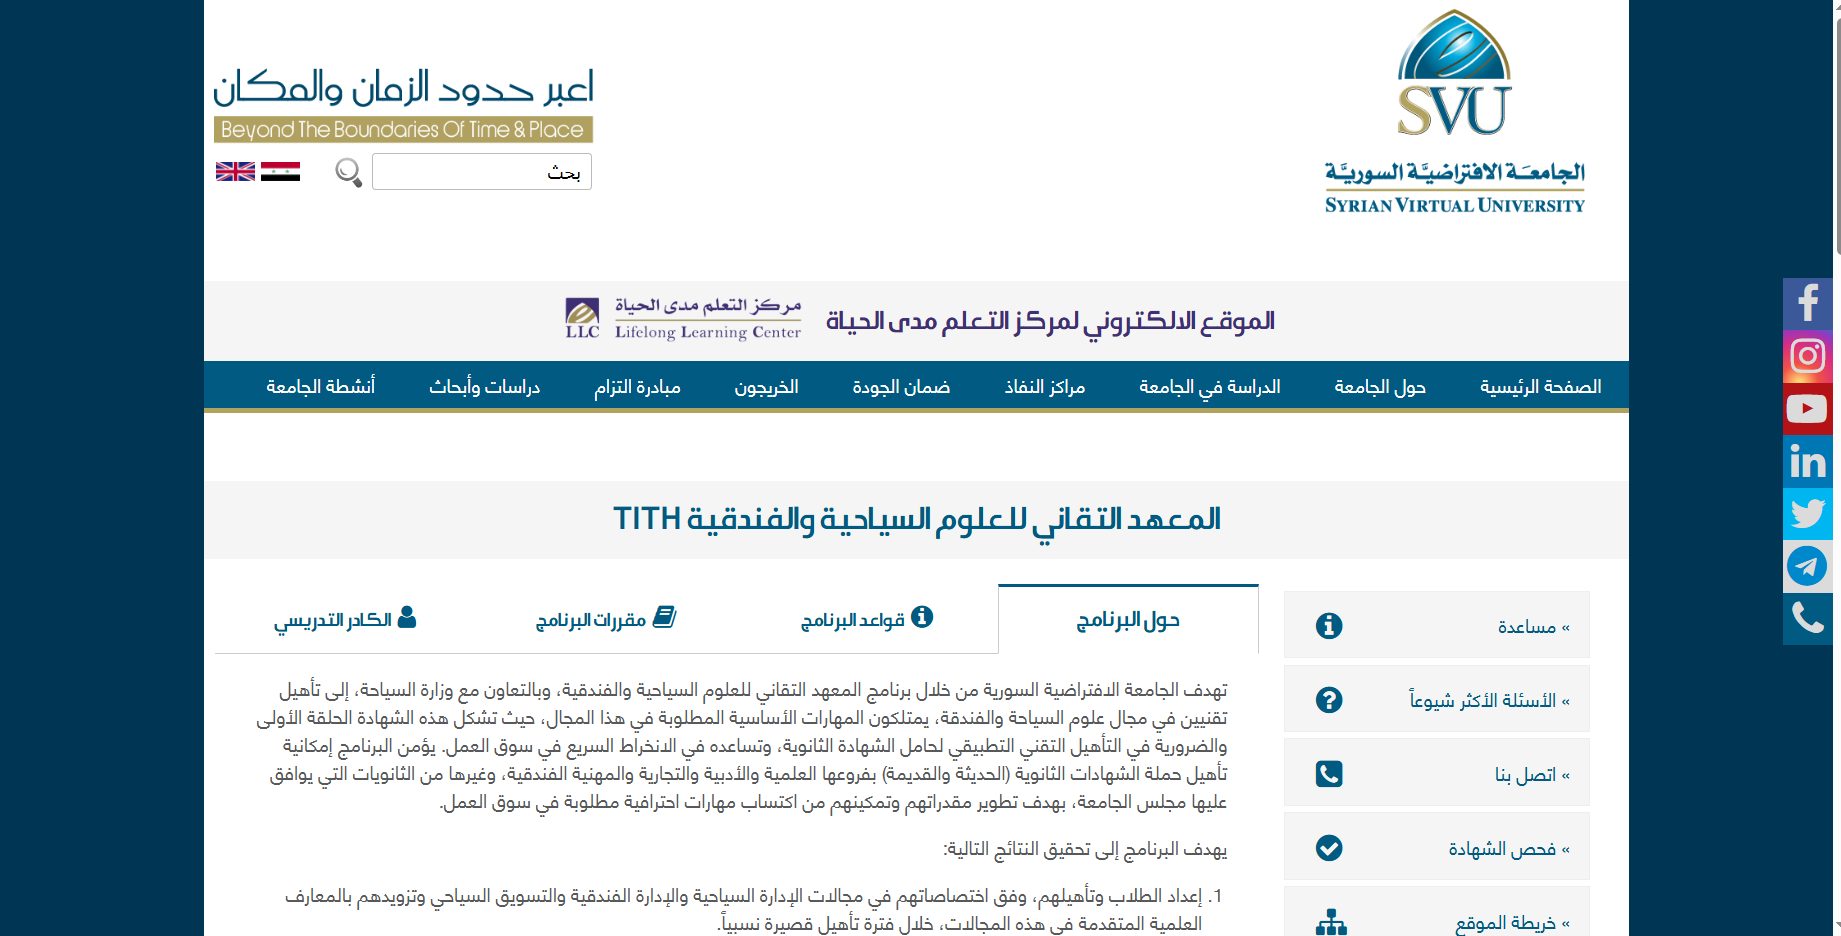 SVU
الجامعة الافتراضية السورية
SYRIAN VIRTUAL UNIVERSITY
اعبر حدود الزمان والمكان
Beyond The Boundaries Of Time & Place
بحث
الموقع الالكتروني لمركز التعلم مدى الحياة
مركز التعلم مدى الحياة
LLC Lifelong Learning Center
الصفحة الرئيسية
حول الجامعة
الدراسة في الجامعة
مراكز النفاذ
ضمان الجودة
الخريجون
مبادرة التزام
دراسات وأبحاث
أنشطة الجامعة
المعهد التقاني للعلوم السياحية والفندقية TITH
» مساعدة
» الأسئلة الأكثر شيوعاً
» اتصل بنا
» فحص الشهادة
» خريطة الموقع
حول البرنامج
قواعد البرنامج
مقررات البرنامج
الكادر التدريسي
تهدف الجامعة الافتراضية السورية من خلال برنامج المعهد التقاني للعلوم السياحية والفندقية، وبالتعاون مع وزارة السياحة، إلى تأهيل
تقنيين في مجال علوم السياحة والفندقة، يمتلكون المهارات الأساسية المطلوبة في هذا المجال، حيث تشكل هذه الشهادة الحلقة الأولى
والضرورية في التأهيل التقني التطبيقي لحامل الشهادة الثانوية، وتساعده في الانخراط السريع في سوق العمل. يؤمن البرنامج إمكانية
تأهيل حملة الشهادات الثانوية (الحديثة والقديمة) بفروعها العلمية والأدبية والتجارية والمهنية الفندقية، وغيرها من الثانويات التي يوافق
عليها مجلس الجامعة، بهدف تطوير مقدراتهم وتمكينهم من اكتساب مهارات احترافية مطلوبة في سوق العمل.
يهدف البرنامج إلى تحقيق النتائج التالية:
1. إعداد الطلاب وتأهيلهم، وفق اختصاصاتهم في مجالات الإدارة السياحية والإدارة الفندقية والتسويق السياحي وتزويدهم بالمعارف
العلمية المتقدمة في هذه المجالات، خلال فترة تأهيل قصيرة نسبياً.